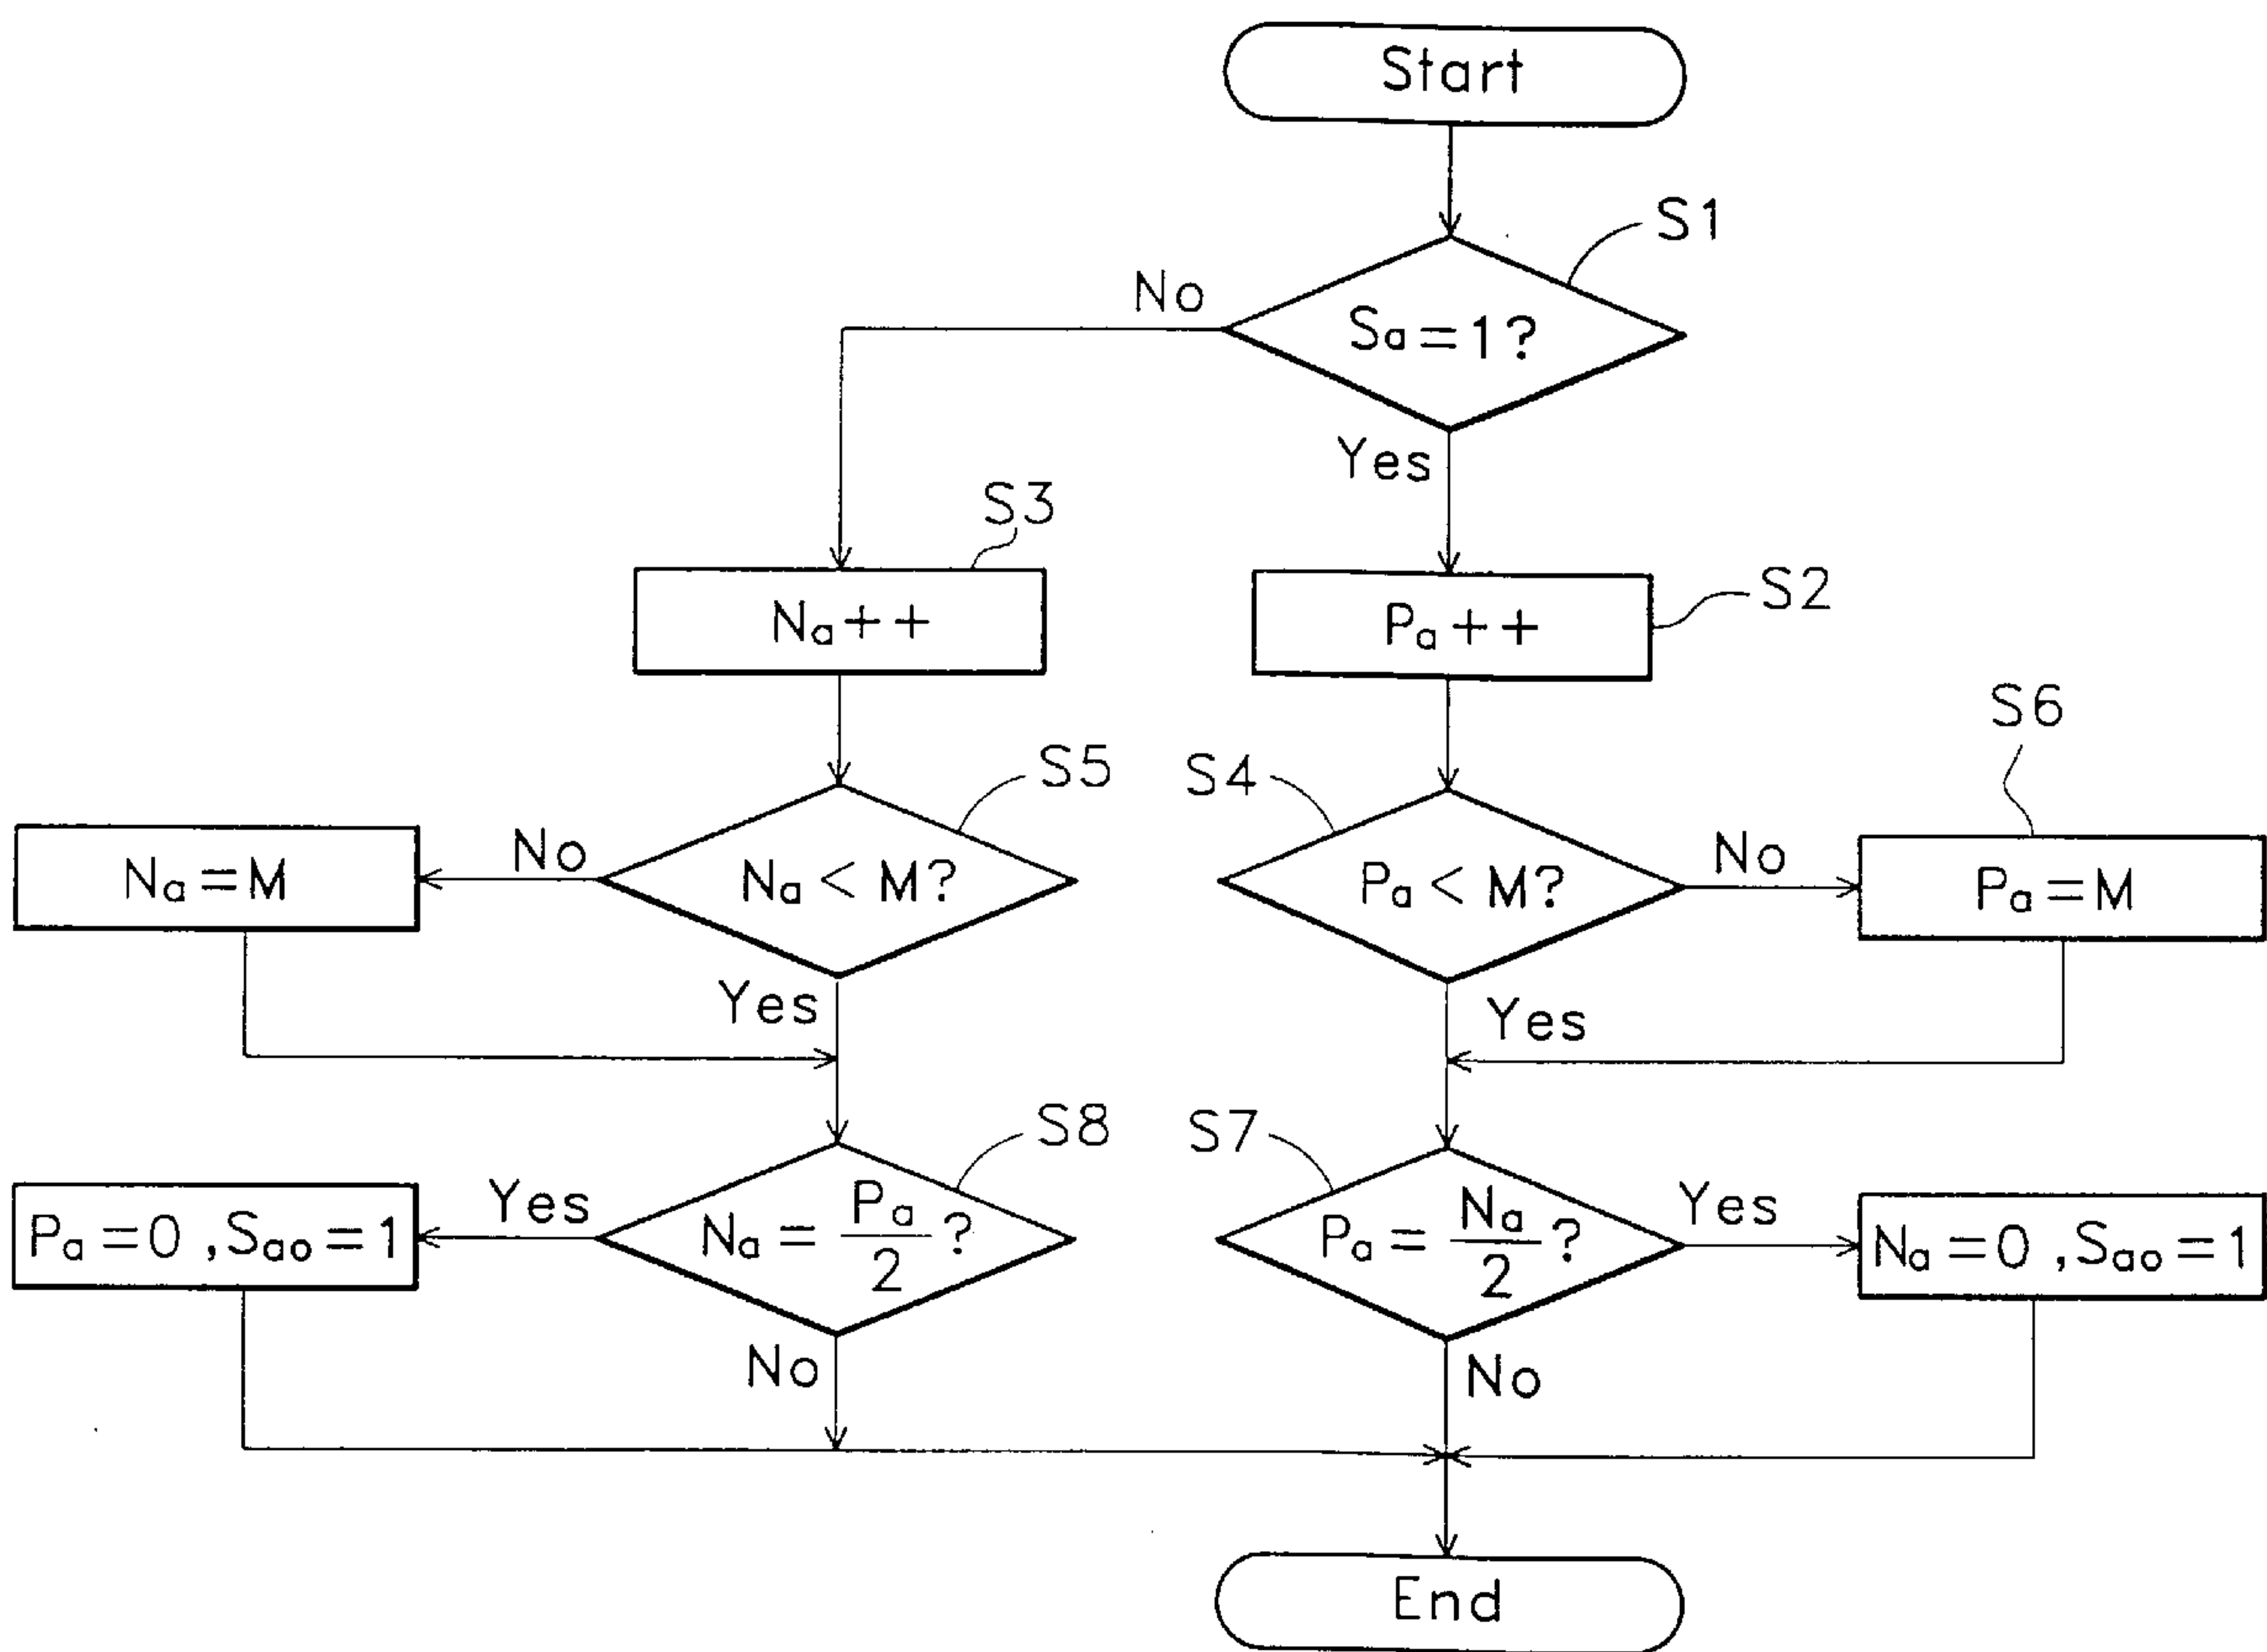 Start
S1
No
Sa=1?
Yes
S3
S2
Na++
Pa++
S6
S5
S4
No
No
Na=M
Na<M?
Pa<M?
Pa=M
Yes
Yes
S8
S7
Yes
Yes
Pa=0,Sao=1
Na=Pa/2?
Pa=Na/2?
Na=0,Sao=1
No
No
End